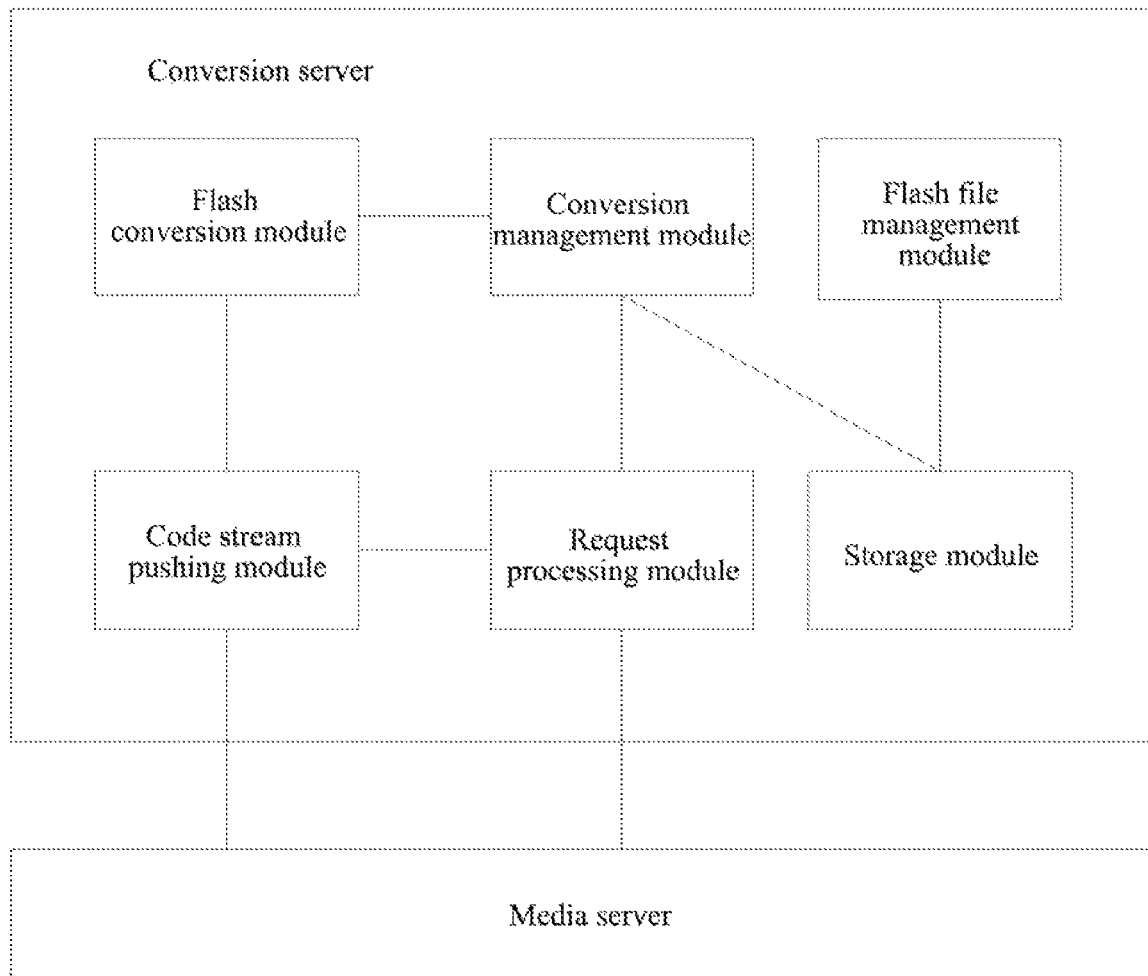 Conversion server
Flash
conversion module
Conversion
management module
Flash file
management
module
Code stream
pushing module
Request
processing module
Storage module
Media server